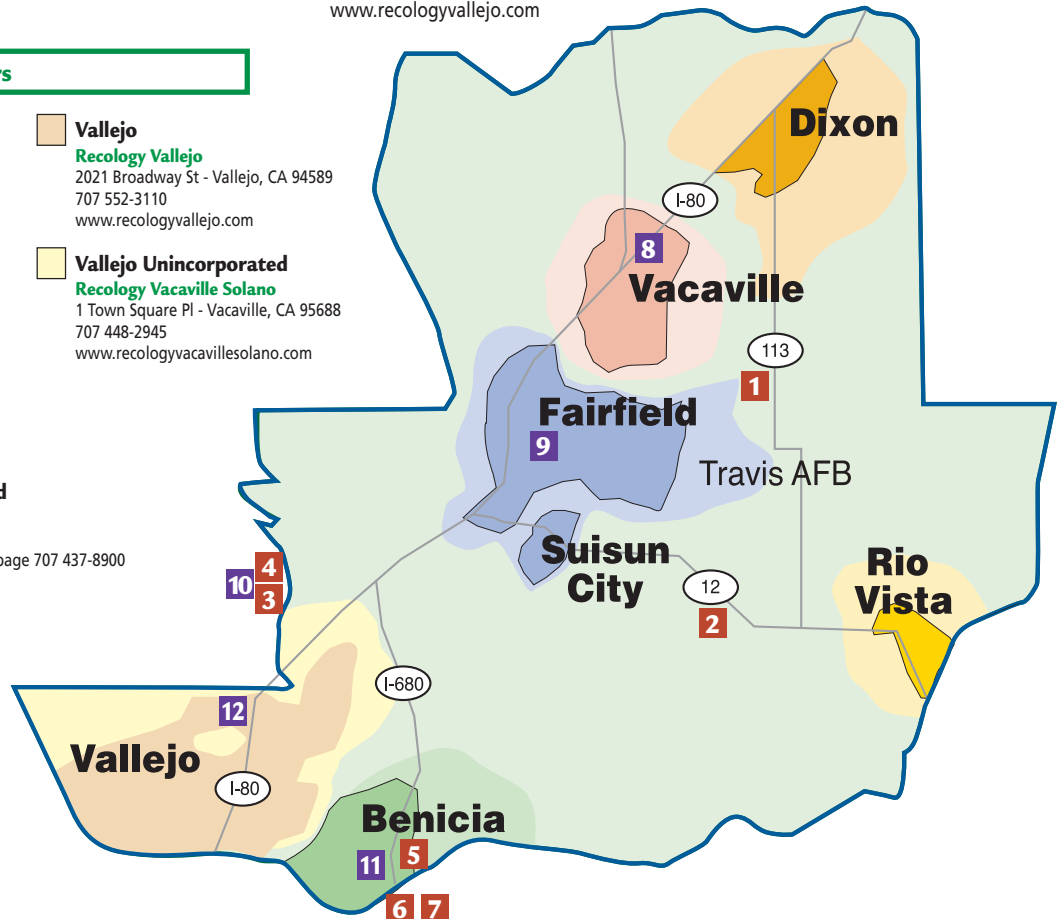 www.recologyvallejo.com
rs
Vallejo
Recology Vallejo
2021 Broadway St - Vallejo, CA 94589
707 552-3110
www.recologyvallejo.com
Vallejo Unincorporated
Recology Vacaville Solano
1 Town Square Pl - Vacaville, CA 95688
707 448-2945
www.recologyvacavillesolano.com
d
page 707 437-8900
Dixon
I-80
8
Vacaville
113
1
Fairfield
9
Travis AFB
Suisun
City
12
2
Rio
Vista
4
10
3
I-680
12
Vallejo
I-80
Benicia
5
11
6
7